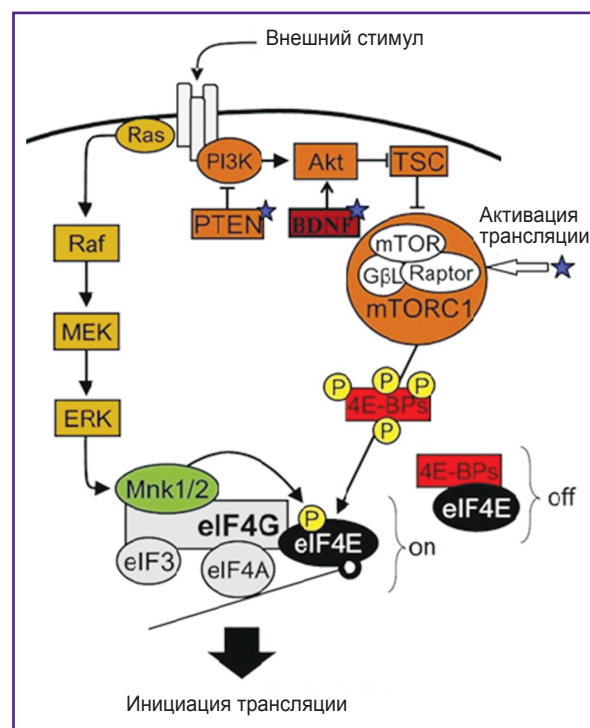 Внешний стимул
Ras
PI3K
Akt
TSC
PTEN
BDNF
Активация
трансляции
mTOR
GβL
Raptor
mTORC1
Raf
MEK
ERK
P
P
P
4E-BPs
P
Mnk1/2
4E-BPs
eIF4E
off
P
eIF4G
eIF4E
on
eIF3
eIF4A
Инициация трансляции